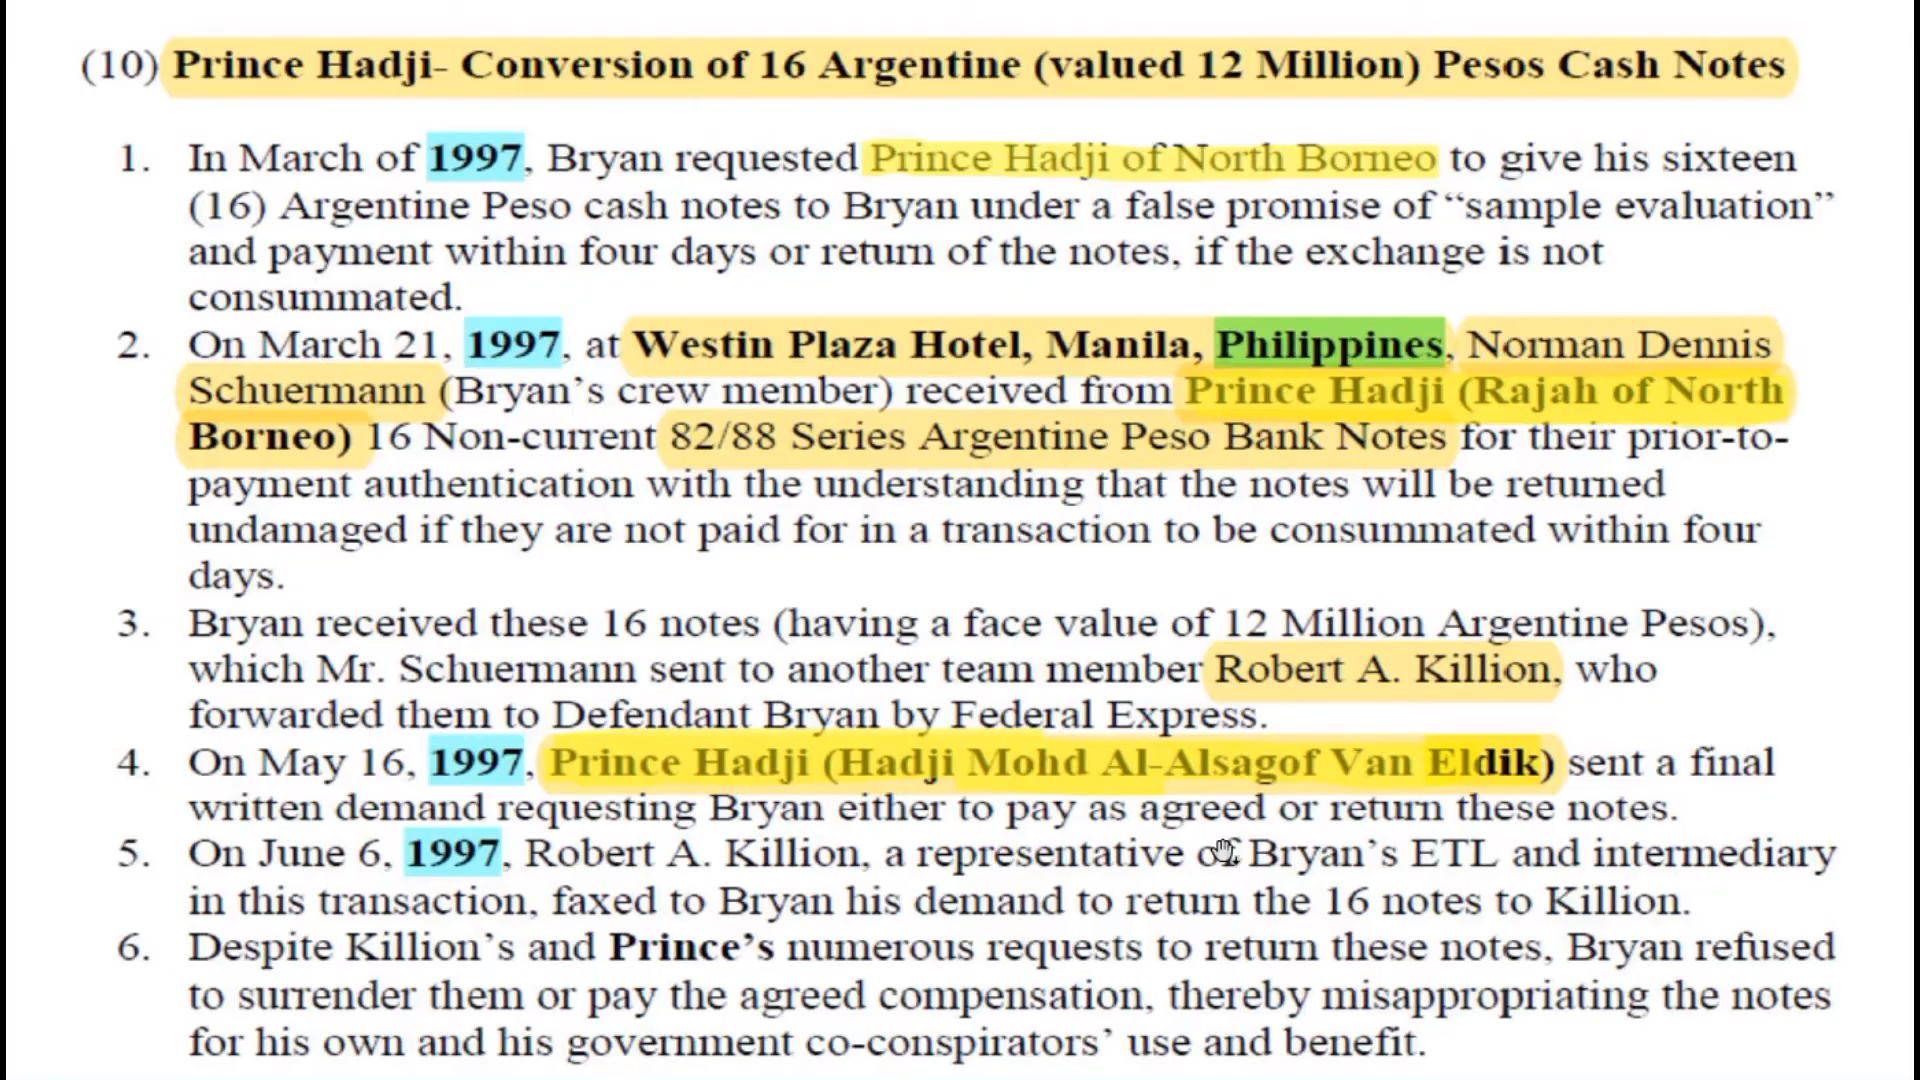 (10) Prince Hadji- Conversion of 16 Argentine (valued 12 Million) Pesos Cash Notes
1. In March of 1997, Bryan requested Prince Hadji of North Borneo to give his sixteen
(16) Argentine Peso cash notes to Bryan under a false promise of “sample evaluation”
and payment within four days or return of the notes, if the exchange is not
consummated.
2. On March 21, 1997, at Westin Plaza Hotel, Manila, Philippines, Norman Dennis
Schuermann (Bryan’s crew member) received from Prince Hadji (Rajah of North
Borneo) 16 Non-current 82/88 Series Argentine Peso Bank Notes for their prior-to-
payment authentication with the understanding that the notes will be returned
undamaged if they are not paid for in a transaction to be consummated within four
days.
3. Bryan received these 16 notes (having a face value of 12 Million Argentine Pesos),
which Mr. Schuermann sent to another team member Robert A. Killion, who
forwarded them to Defendant Bryan by Federal Express.
4. On May 16, 1997, Prince Hadji (Hadji Mohd Al-Alsagof Van Eldik) sent a final
written demand requesting Bryan either to pay as agreed or return these notes.
5. On June 6, 1997, Robert A. Killion, a representative of Bryan’s ETL and intermediary
in this transaction, faxed to Bryan his demand to return the 16 notes to Killion.
6. Despite Killion’s and Prince’s numerous requests to return these notes, Bryan refused
to surrender them or pay the agreed compensation, thereby misappropriating the notes
for his own and his government co-conspirators’ use and benefit.